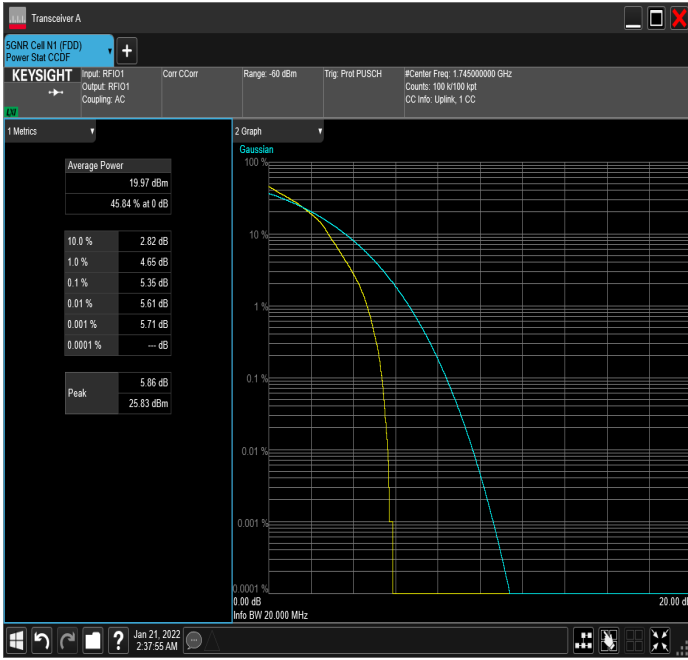 Transceiver A
5GNR Cell N1 (FDD)
Power Stat CCDF
KEYSIGHT
Input: RFIO1
Output: RFIO1
Coupling: AC
Corr CCorr
Range: -60 dBm
Trig: Prot PUSCH
#Center Freq: 1.745000000 GHz
Counts: 100 k/100 kpt
CC Info: Uplink, 1 CC
LXI
1 Metrics
Average Power
19.97 dBm
45.84 % at 0 dB
10.0 % 2.82 dB
1.0 % 4.65 dB
0.1 % 5.35 dB
0.01 % 5.61 dB
0.001 % 5.71 dB
0.0001 % --- dB
Peak
5.86 dB
25.83 dBm
2 Graph
Gaussian
100 %
10 %
1 %
0.1 %
0.01 %
0.001 %
0.0001 %
0.00 dB
20.00 d
Info BW 20.000 MHz
?
Jan 21, 2022
2:37:55 AM